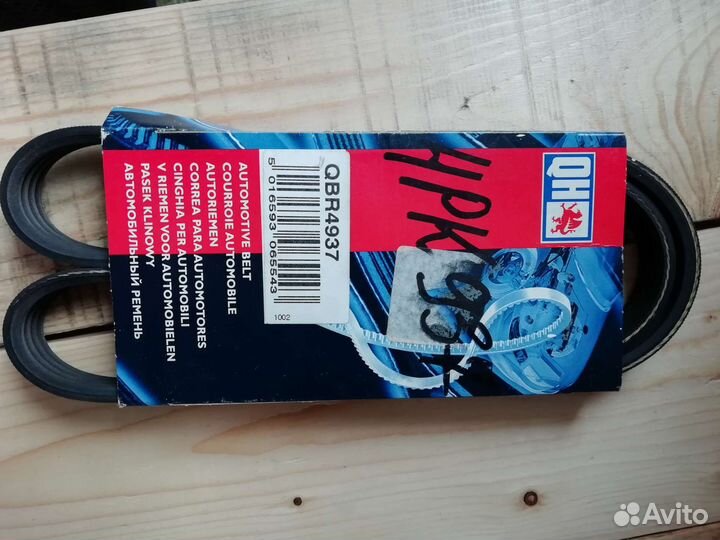 QH
4PK 937
QBR4937
5 016593 065543
1002
AUTOMOTIVE BELT
COURROIE AUTOMOBILE
AUTORIEMEN
CORREA PARA AUTOMOTORES
CINGHIA PER AUTOMOBILI
V RIEMEN VOOR AUTOMOBIELEN
PASEK KLINOWY
АВТОМОБИЛЬНЫЙ РЕМЕНЬ
Avito